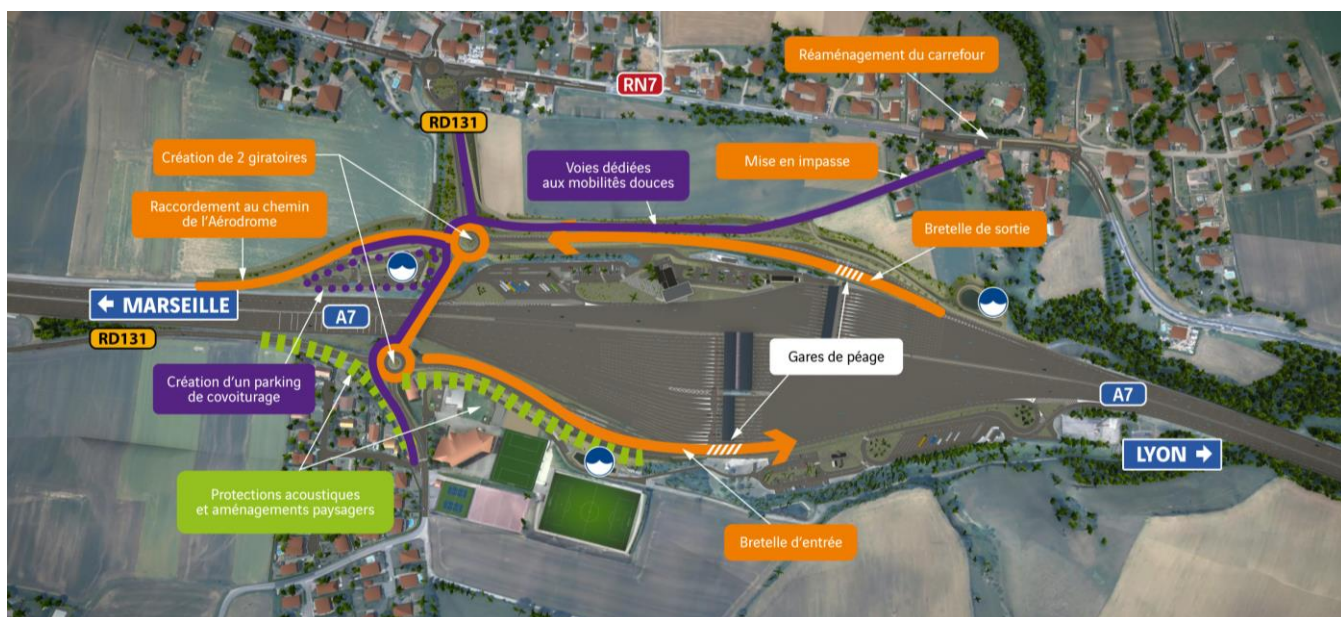 Réaménagement du carrefour
RN7
RD131
Création de 2 giratoires
Voies dédiées
aux mobilités douces
Mise en impasse
Raccordement au chemin
de l'Aérodrome
Bretelle de sortie
← MARSEILLE
A7
RD131
Gares de péage
Création d'un parking
de covoiturage
A7
LYON →
Protections acoustiques
et aménagements paysagers
Bretelle d'entrée